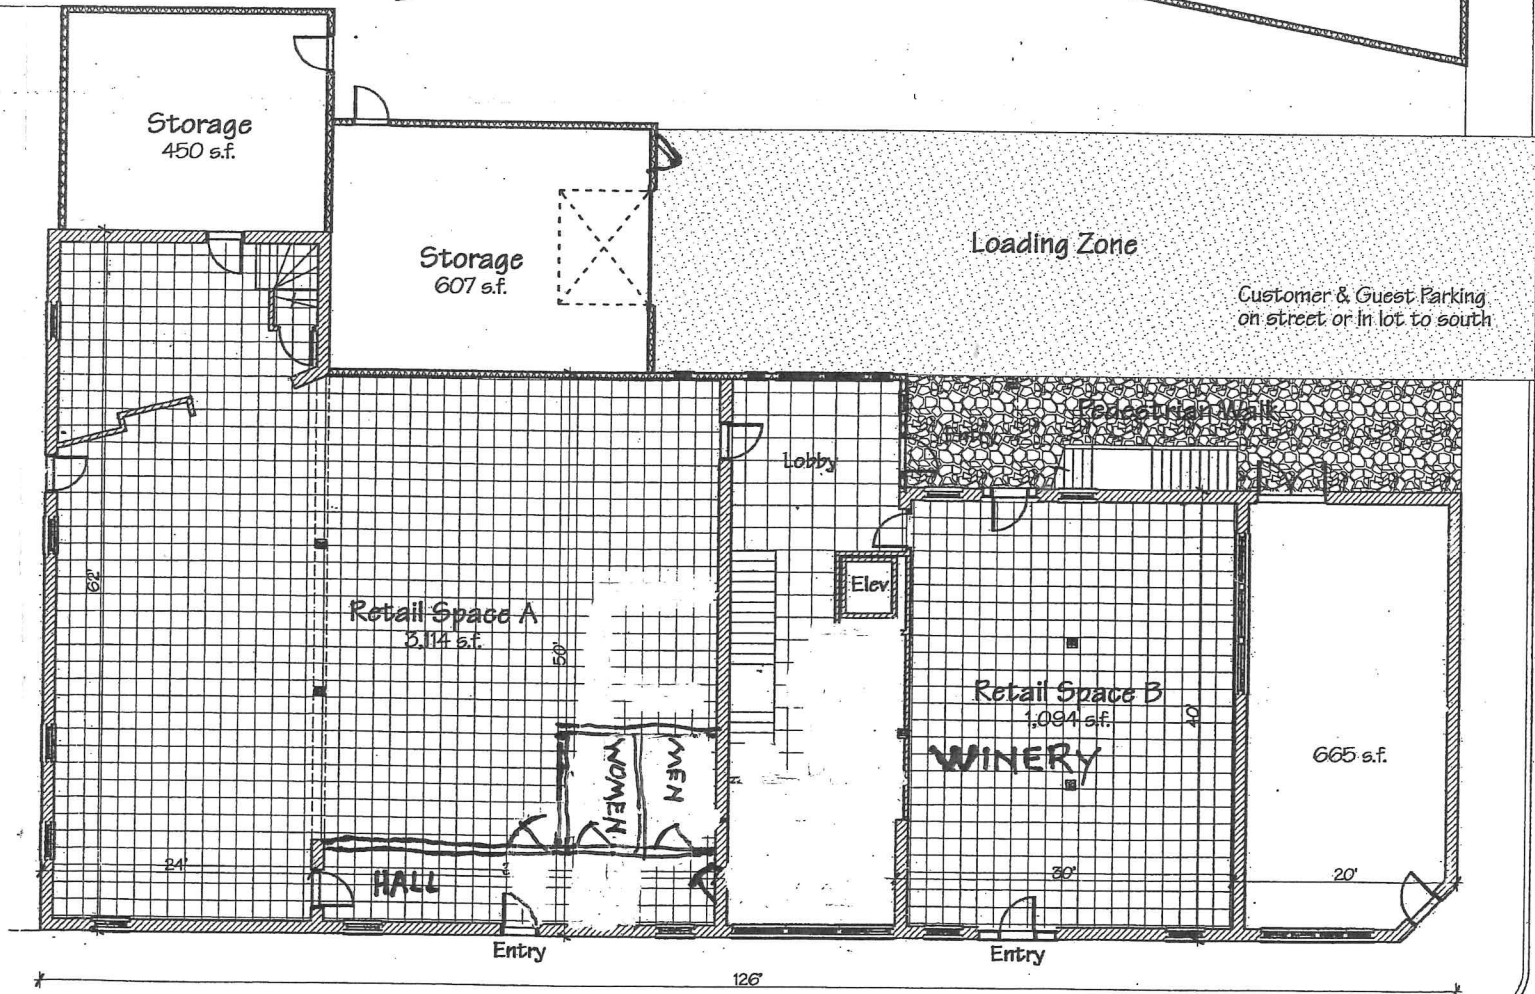 Storage
450 s.f.
Storage
607 s.f.
Loading Zone
Customer & Guest Parking
on street or in lot to south
Pedestrian Walk
Entry
Lobby
Elev
62'
Retail Space A
3,114 s.f.
50'
Retail Space B
1,094 s.f.
40'
WINERY
665 s.f.
WOMEN
MEN
24'
HALL
30'
20'
Entry
Entry
126'